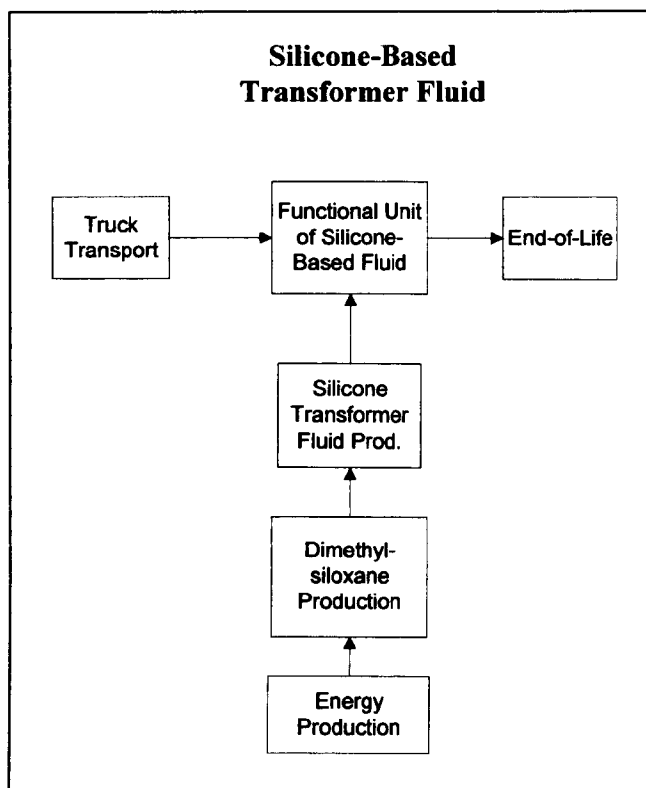 Silicone-Based
Transformer Fluid
Truck
Transport
Functional Unit
of Silicone-
Based Fluid
End-of-Life
Silicone
Transformer
Fluid Prod.
Dimethyl-
siloxane
Production
Energy
Production